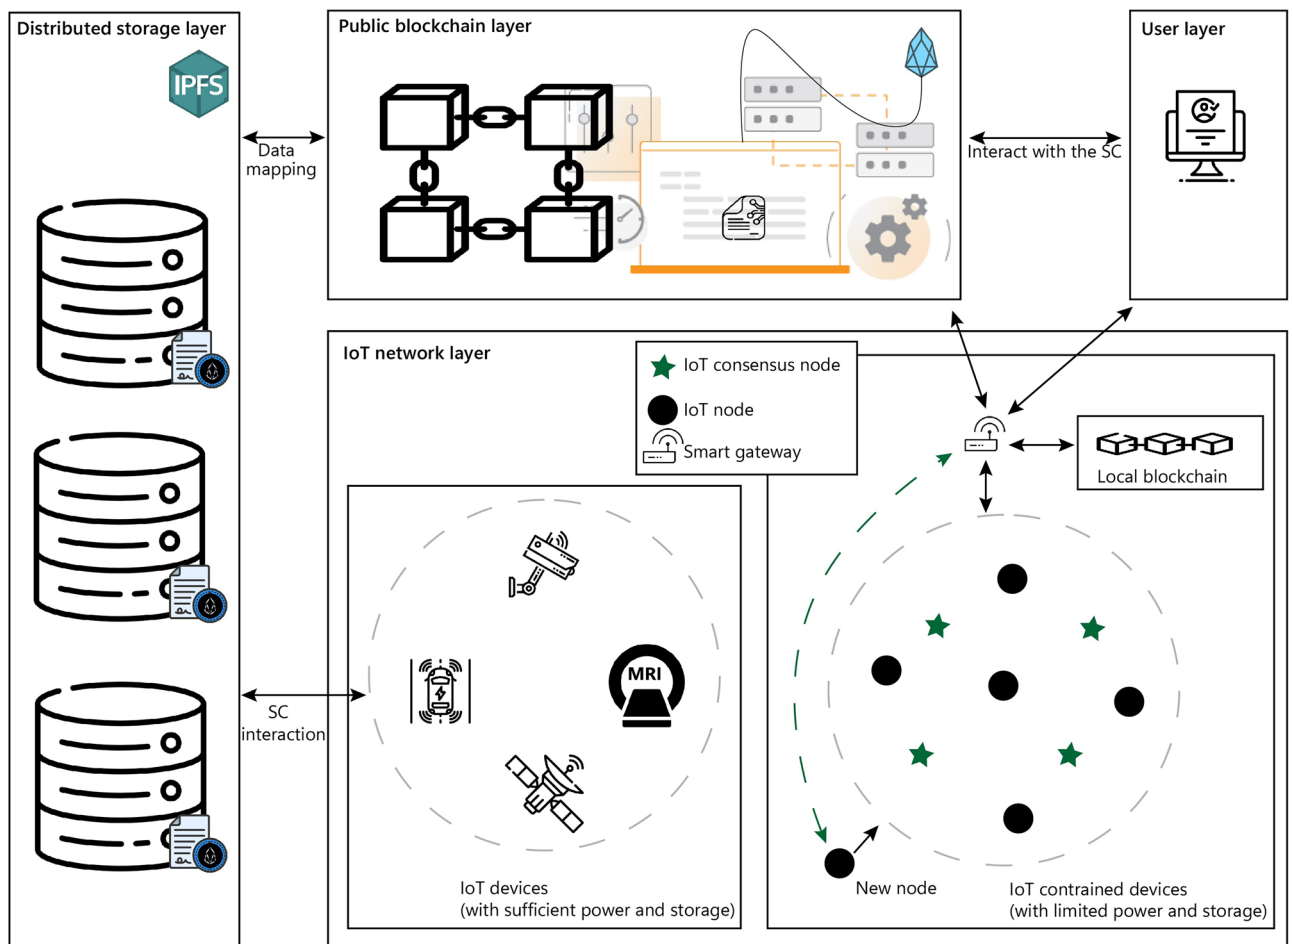 Distributed storage layer
IPFS
Data
mapping
Public blockchain layer
Interact with the SC
User layer
IoT network layer
IoT consensus node
IoT node
Smart gateway
Local blockchain
MRI
SC
interaction
IoT devices
(with sufficient power and storage)
New node
IoT contrained devices
(with limited power and storage)